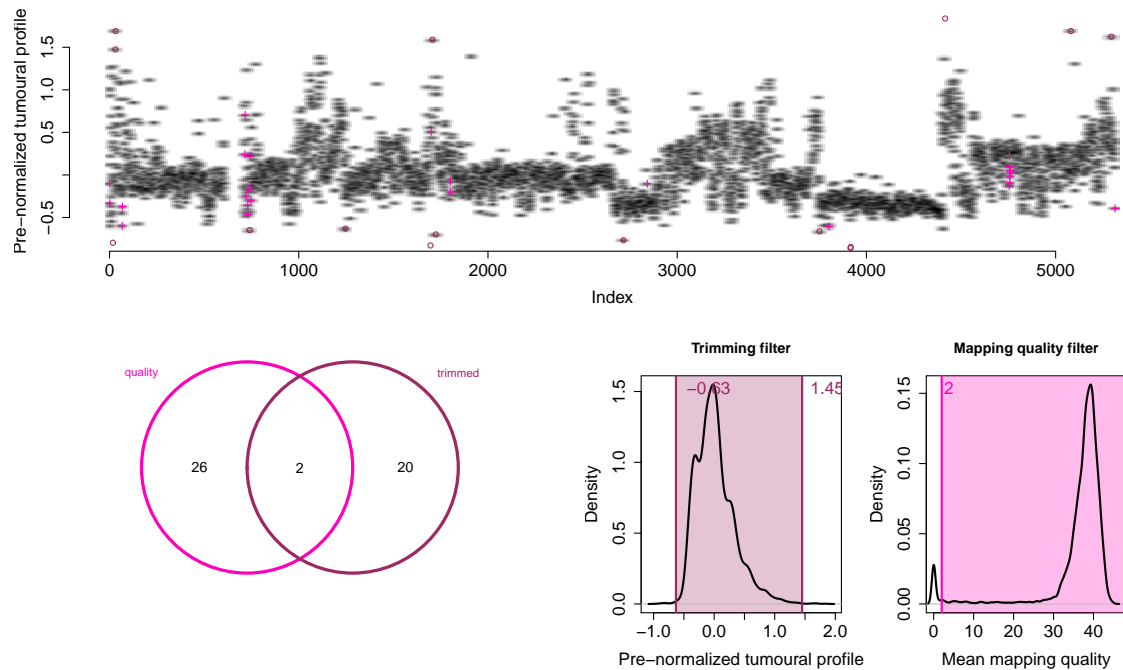 Pre−normalized tumoural profile
1.5
1.0
0.5
−0.5
0 1000 2000 3000 4000 5000
Index
quality trimmed
26 2 20
Trimming filter
−0.63 1.45
Density
1.5
1.0
0.5
0.0
−1.0 0.0 1.0 2.0
Pre−normalized tumoural profile
Mapping quality filter
2
Density
0.15
0.10
0.05
0.00
0 10 20 30 40
Mean mapping quality